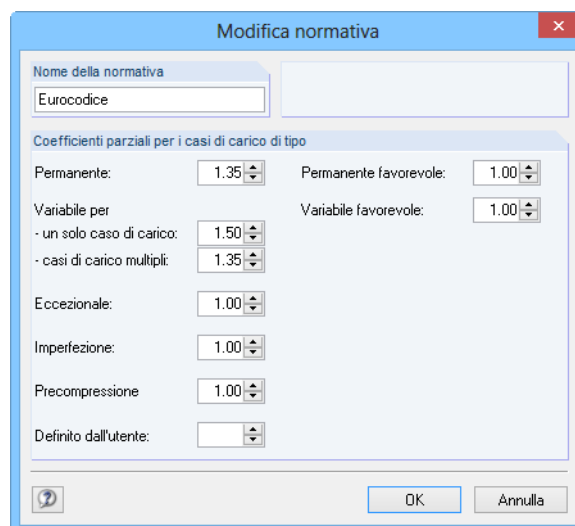 Modifica normativa
Nome della normativa
Eurocodice
Coefficienti parziali per i casi di carico di tipo
Permanente: 1.35 Permanente favorevole: 1.00
Variabile per Variabile favorevole: 1.00
- un solo caso di carico: 1.50
- casi di carico multipli: 1.35
Eccezionale: 1.00
Imperfezione: 1.00
Precompressione 1.00
Definito dall'utente:
OK Annulla